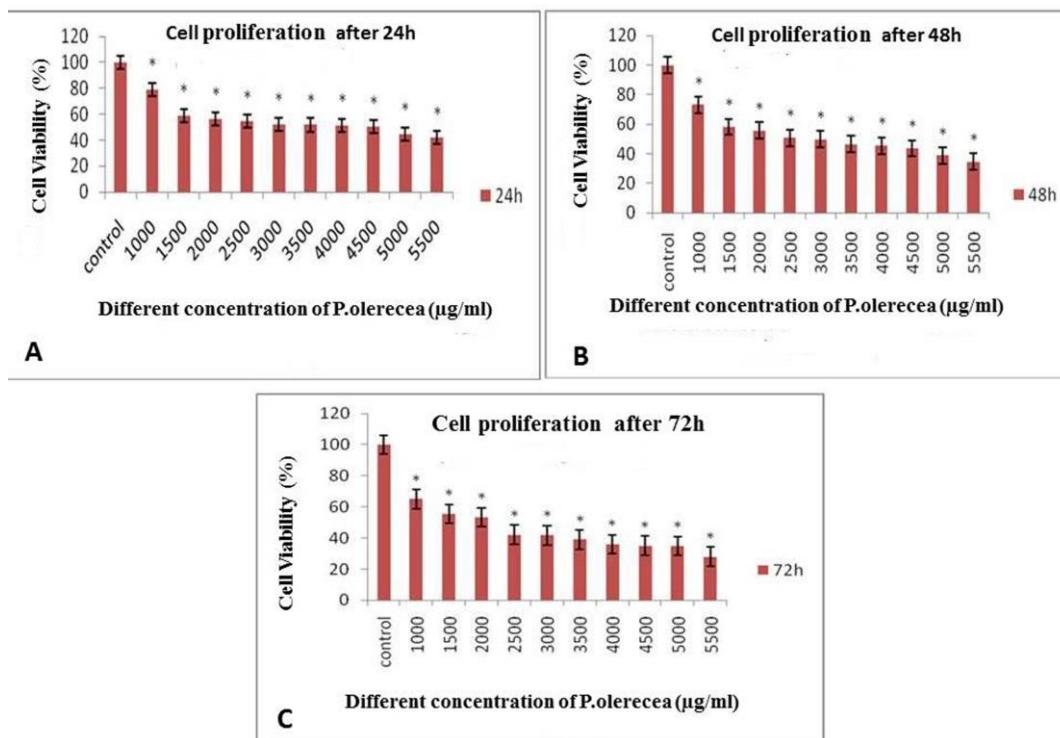 Cell proliferation after 24h
Cell Viability (%)
120
100
80
60
40
20
0
* * * * * * * * * *
control 1000 1500 2000 2500 3000 3500 4000 4500 5000 5500
24h
Different concentration of P.olerecea (µg/ml)
A
Cell proliferation after 48h
Cell Viability (%)
120
100
80
60
40
20
0
* * * * * * * * * *
control 1000 1500 2000 2500 3000 3500 4000 4500 5000 5500
48h
Different concentration of P.olerecea (µg/ml)
B
Cell proliferation after 72h
Cell Viability (%)
120
100
80
60
40
20
0
* * * * * * * * * *
control 1000 1500 2000 2500 3000 3500 4000 4500 5000 5500
72h
Different concentration of P.olerecea (µg/ml)
C